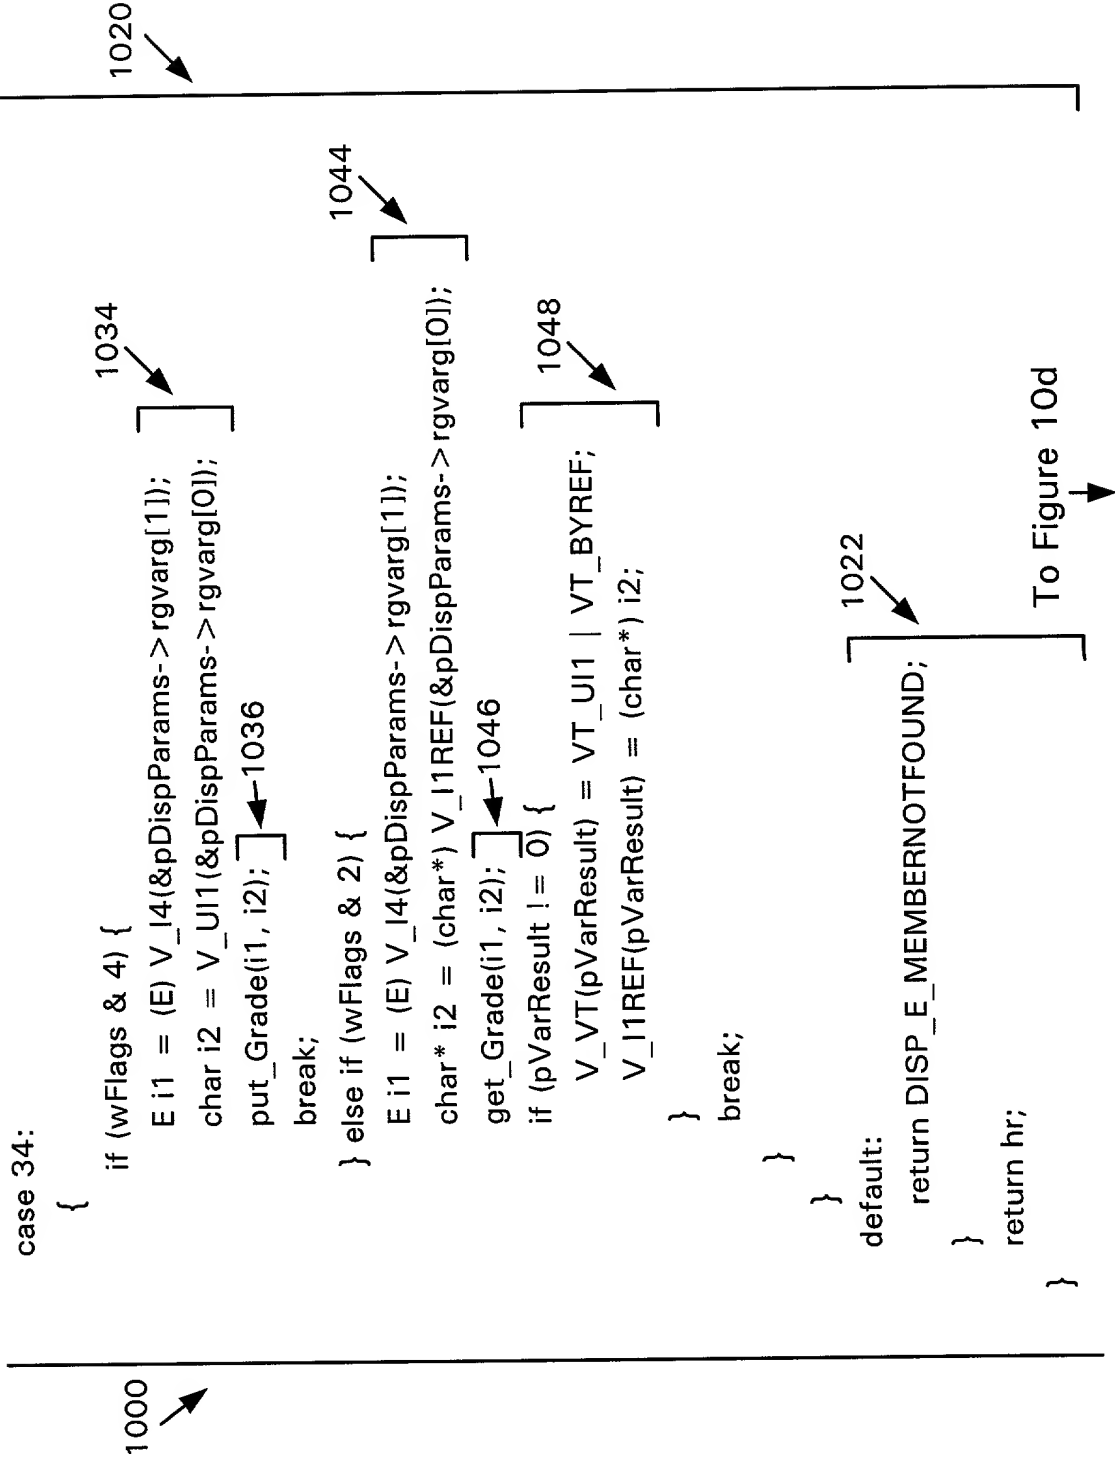 case 34:
{
if (wFlags & 4) {
E i1 = (E) V_I4(&pDispParams->rgvarg[1]);
char i2 = V_UI1(&pDispParams->rgvarg[0]);
1034
put_Grade(i1, i2);
1036
break;
} else if (wFlags & 2) {
E i1 = (E) V_I4(&pDispParams->rgvarg[1]);
char* i2 = (char*) V_I1REF(&pDispParams->rgvarg[0]);
1044
get_Grade(i1, i2);
1046
if (pVarResult != 0) {
V_VT(pVarResult) = VT_UI1 | VT_BYREF;
V_I1REF(pVarResult) = (char*) i2;
1048
}
break;
}
}
default:
return DISP_E_MEMBERNOTFOUND;
1022
}
return hr;
}
1000
1020
To Figure 10d